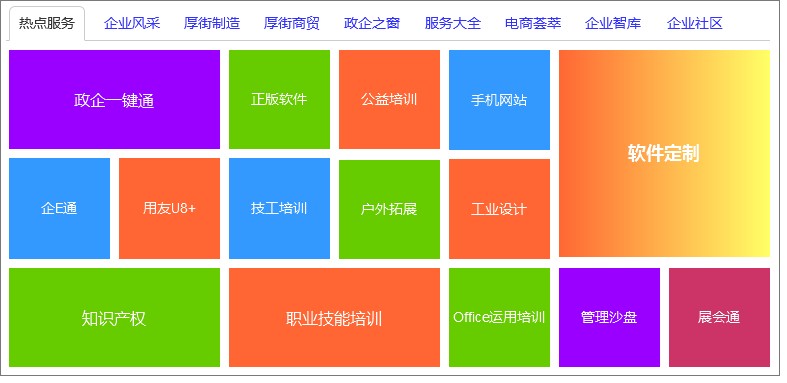 热点服务 企业风采 厚街制造 厚街商贸 政企之窗 服务大全 电商荟萃 企业智库 企业社区
政企一键通 正版软件 公益培训 手机网站 软件定制
企E通 用友U8+ 技工培训 户外拓展 工业设计
知识产权 职业技能培训 Office运用培训 管理沙盘 展会通